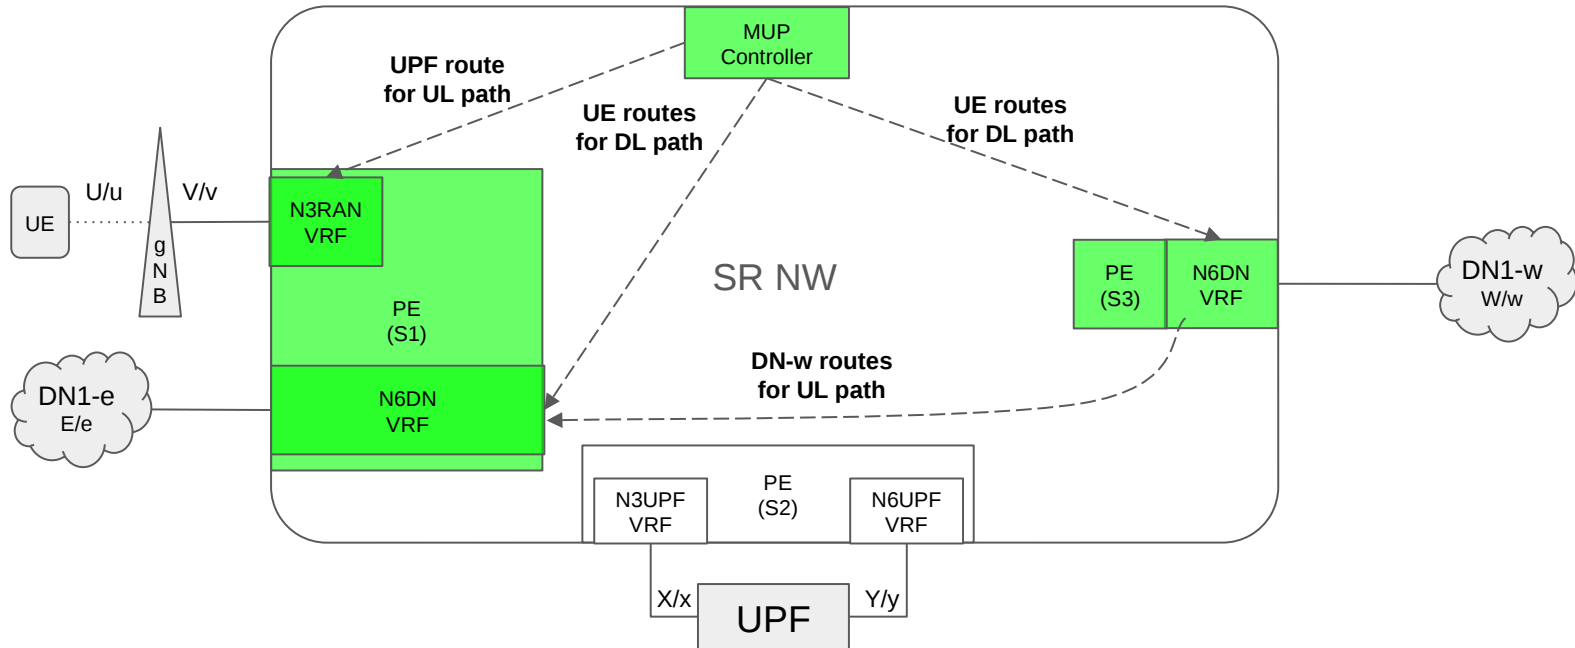 MUP
Controller
UPF route
for UL path
UE routes
for DL path
UE routes
for DL path
UE
U/u
g
N
B
V/v
N3RAN
VRF
PE
(S1)
SR NW
PE
(S3)
N6DN
VRF
DN1-w
W/w
DN1-e
E/e
N6DN
VRF
DN-w routes
for UL path
N3UPF
VRF
PE
(S2)
N6UPF
VRF
X/x
Y/y
UPF